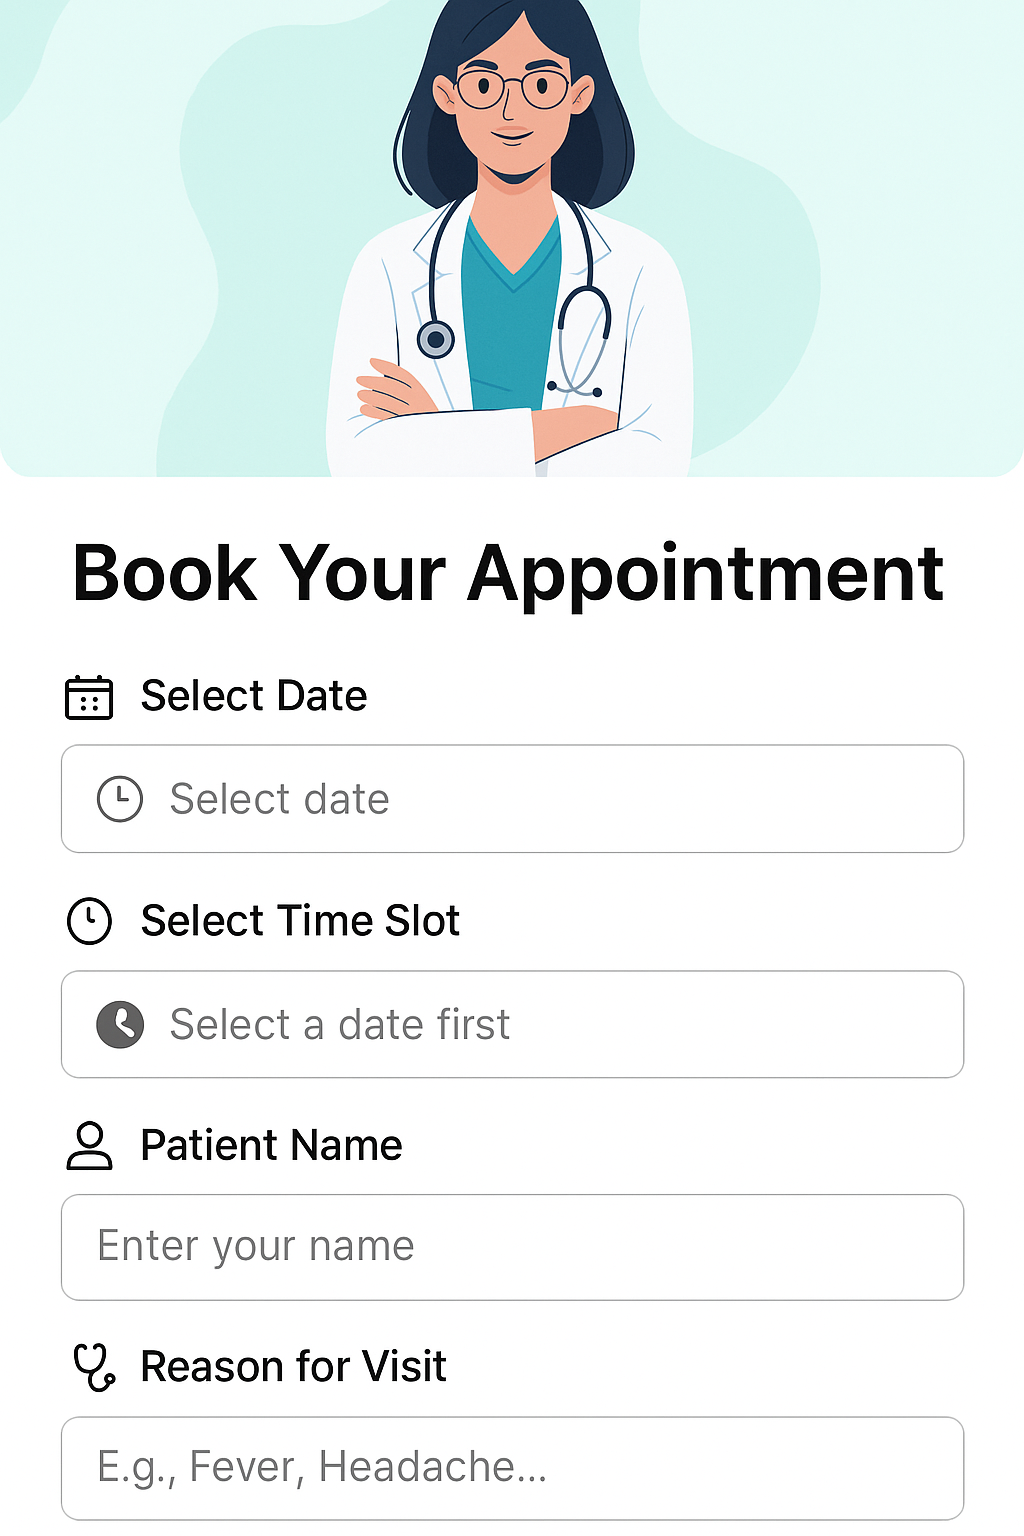 Book Your Appointment
Select Date
Select date
Select Time Slot
Select a date first
Patient Name
Enter your name
Reason for Visit
E.g., Fever, Headache...